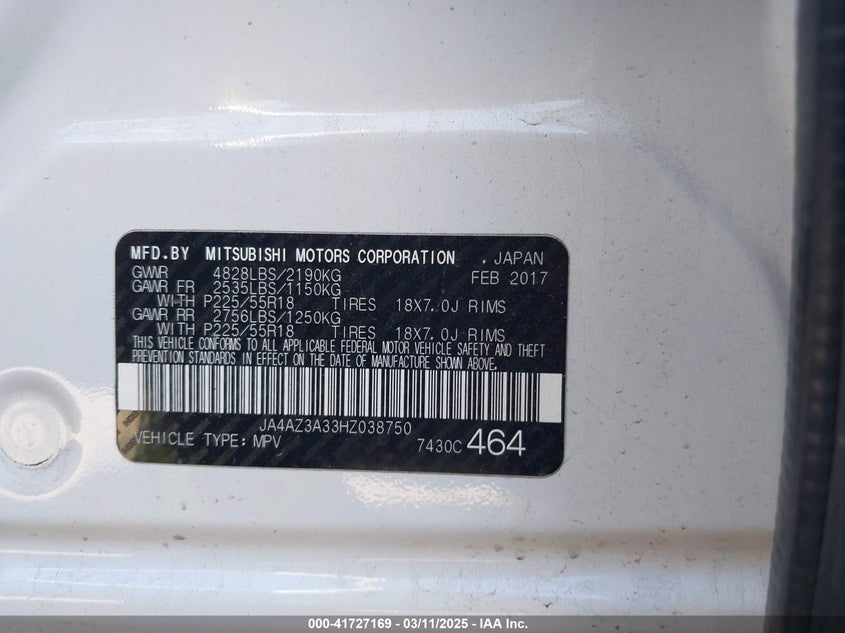 MFD.BY MITSUBISHI MOTORS CORPORATION . JAPAN
GVWR 4828LBS/2190KG FEB 2017
GAWR FR 2535LBS/1150KG
WITH P225/55R18 TIRES 18X7.0J RIMS
GAWR RR 2756LBS/1250KG
WITH P225/55R18 TIRES 18X7.0J RIMS
THIS VEHICLE CONFORMS TO ALL APPLICABLE FEDERAL MOTOR VEHICLE SAFETY AND THEFT
PREVENTION STANDARDS IN EFFECT ON THE DATE OF MANUFACTURE SHOWN ABOVE.
JA4AZ3A33HZ038750
VEHICLE TYPE: MPV 7430C 464
000-41727169 - 03/11/2025 - IAA Inc.